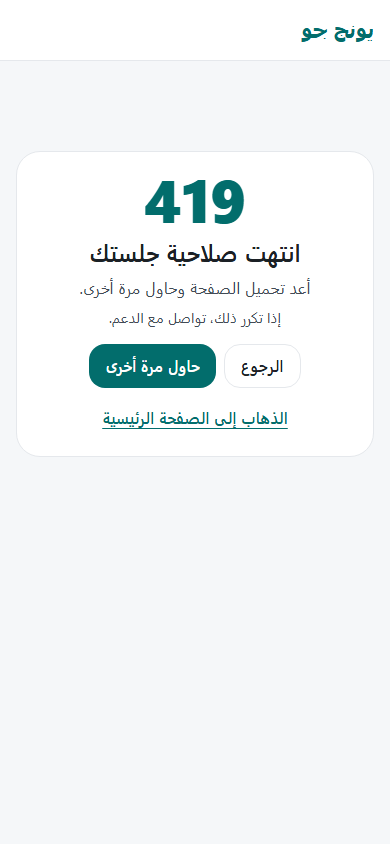 يونج جو
419
انتهت صلاحية جلستك
أعد تحميل الصفحة وحاول مرة أخرى.
إذا تكرر ذلك، تواصل مع الدعم.
الرجوع
حاول مرة أخرى
الذهاب إلى الصفحة الرئيسية